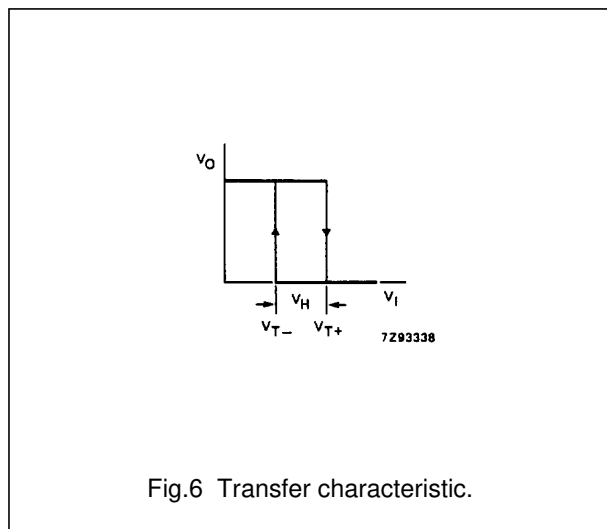 VO
VH
VI
VT−
VT+
7Z93338
Fig.6 Transfer characteristic.